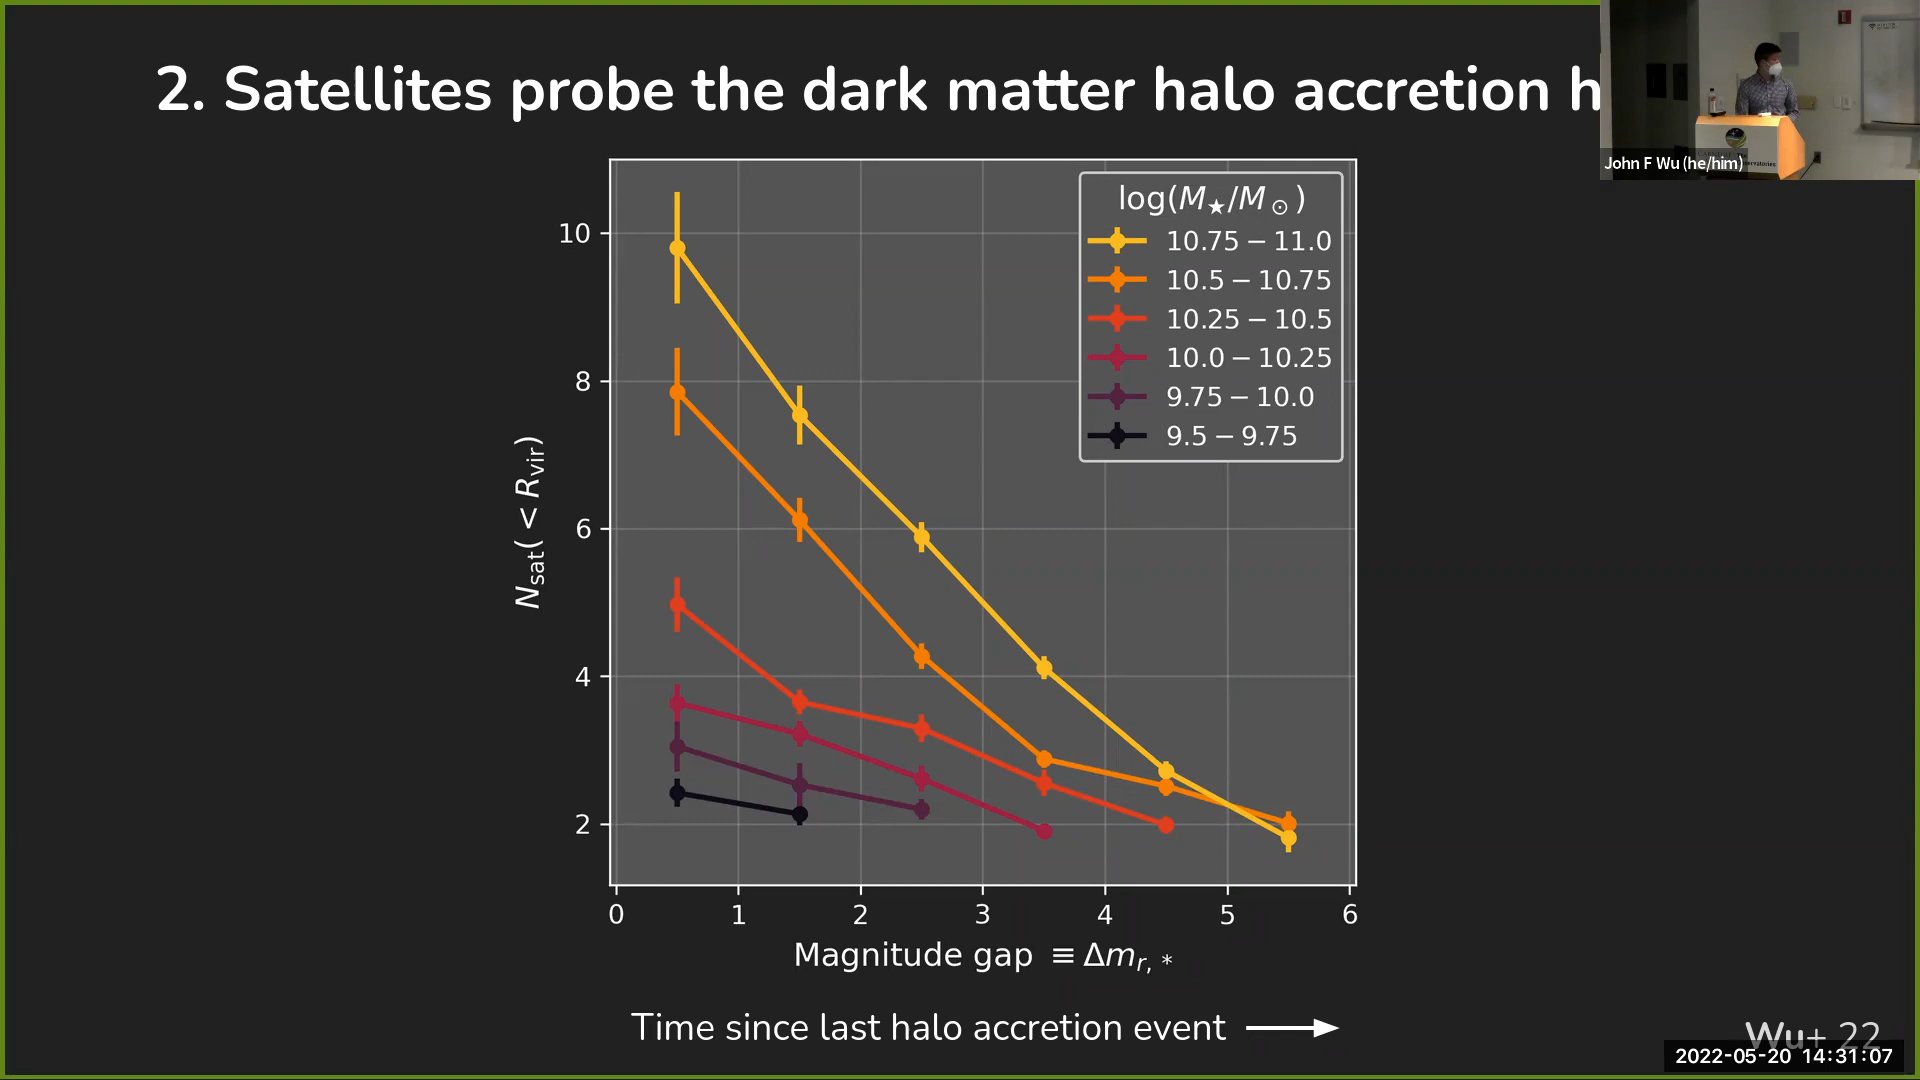 2. Satellites probe the dark matter halo accretion h
John F Wu (he/him)
log(M★/M⊙)
10.75 – 11.0
10.5 – 10.75
10.25 – 10.5
10.0 – 10.25
9.75 – 10.0
9.5 – 9.75
10
8
6
4
2
Nsat( < Rvir)
0 1 2 3 4 5 6
Magnitude gap ≡ Δmr, *
Time since last halo accretion event
Wu+ 22
2022-05-20 14:31:07